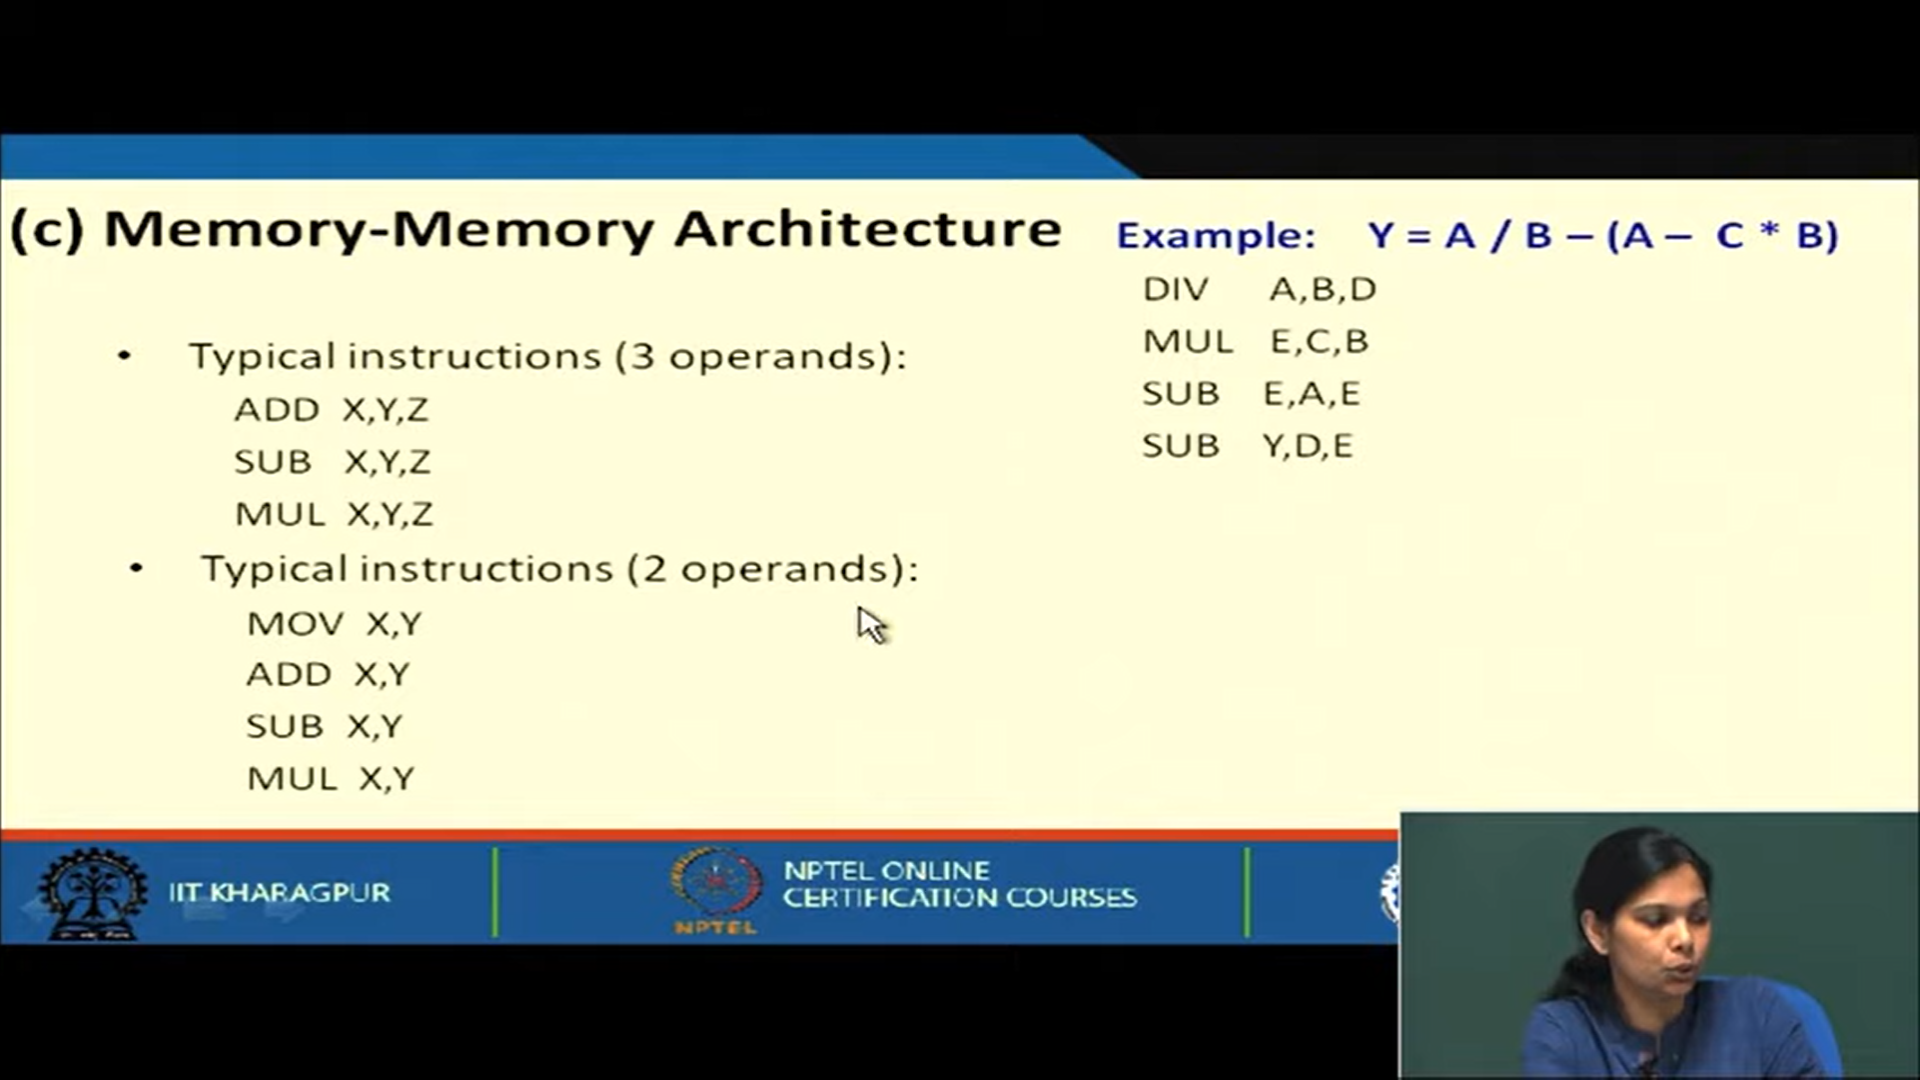 (c) Memory-Memory Architecture
• Typical instructions (3 operands):
ADD X,Y,Z
SUB X,Y,Z
MUL X,Y,Z
• Typical instructions (2 operands):
MOV X,Y
ADD X,Y
SUB X,Y
MUL X,Y
Example: Y = A / B – (A – C * B)
DIV A,B,D
MUL E,C,B
SUB E,A,E
SUB Y,D,E
IIT KHARAGPUR
NPTEL
NPTEL ONLINE
CERTIFICATION COURSES